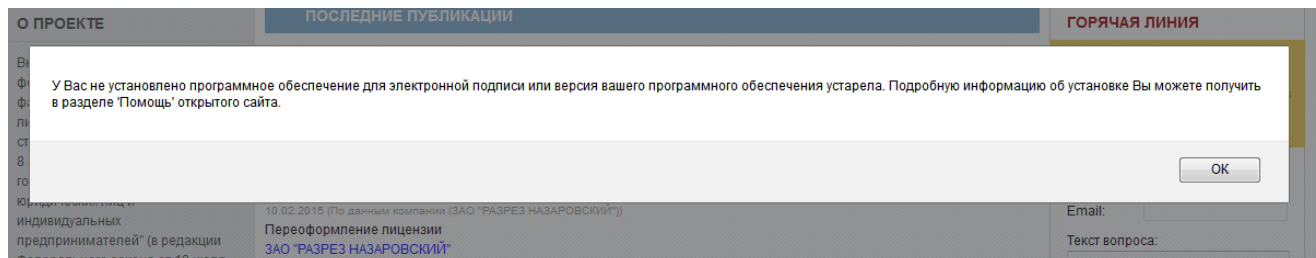 О ПРОЕКТЕ
ПОСЛЕДНИЕ ПУБЛИКАЦИИ
ГОРЯЧАЯ ЛИНИЯ
У Вас не установлено программное обеспечение для электронной подписи или версия вашего программного обеспечения устарела. Подробную информацию об установке Вы можете получить
в разделе 'Помощь' открытого сайта.
8
OK
индивидуальных
предпринимателей" (в редакции
10.02.2015 (По данным компании (ЗАО "РАЗРЕЗ НАЗАРОВСКИЙ"))
Переоформление лицензии
ЗАО "РАЗРЕЗ НАЗАРОВСКИЙ"
Email:
Текст вопроса: